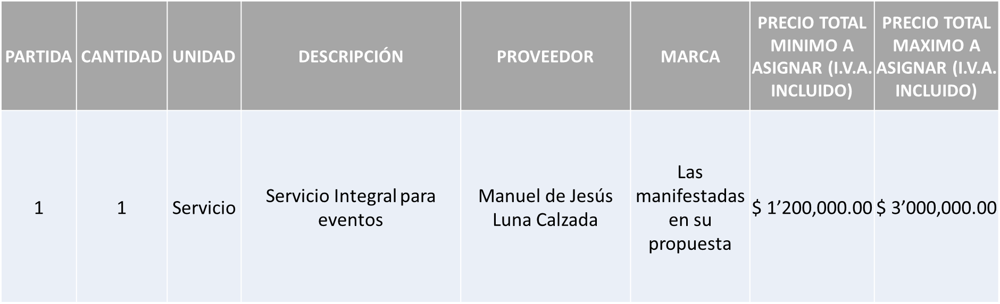 PARTIDA
CANTIDAD
UNIDAD
DESCRIPCIÓN
PROVEEDOR
MARCA
PRECIO TOTAL
MINIMO A
ASIGNAR (I.V.A.
INCLUIDO)
PRECIO TOTAL
MAXIMO A
ASIGNAR (I.V.A.
INCLUIDO)
1
1
Servicio
Servicio Integral para
eventos
Manuel de Jesús
Luna Calzada
Las
manifestadas
en su
propuesta
$ 1’200,000.00
$ 3’000,000.00